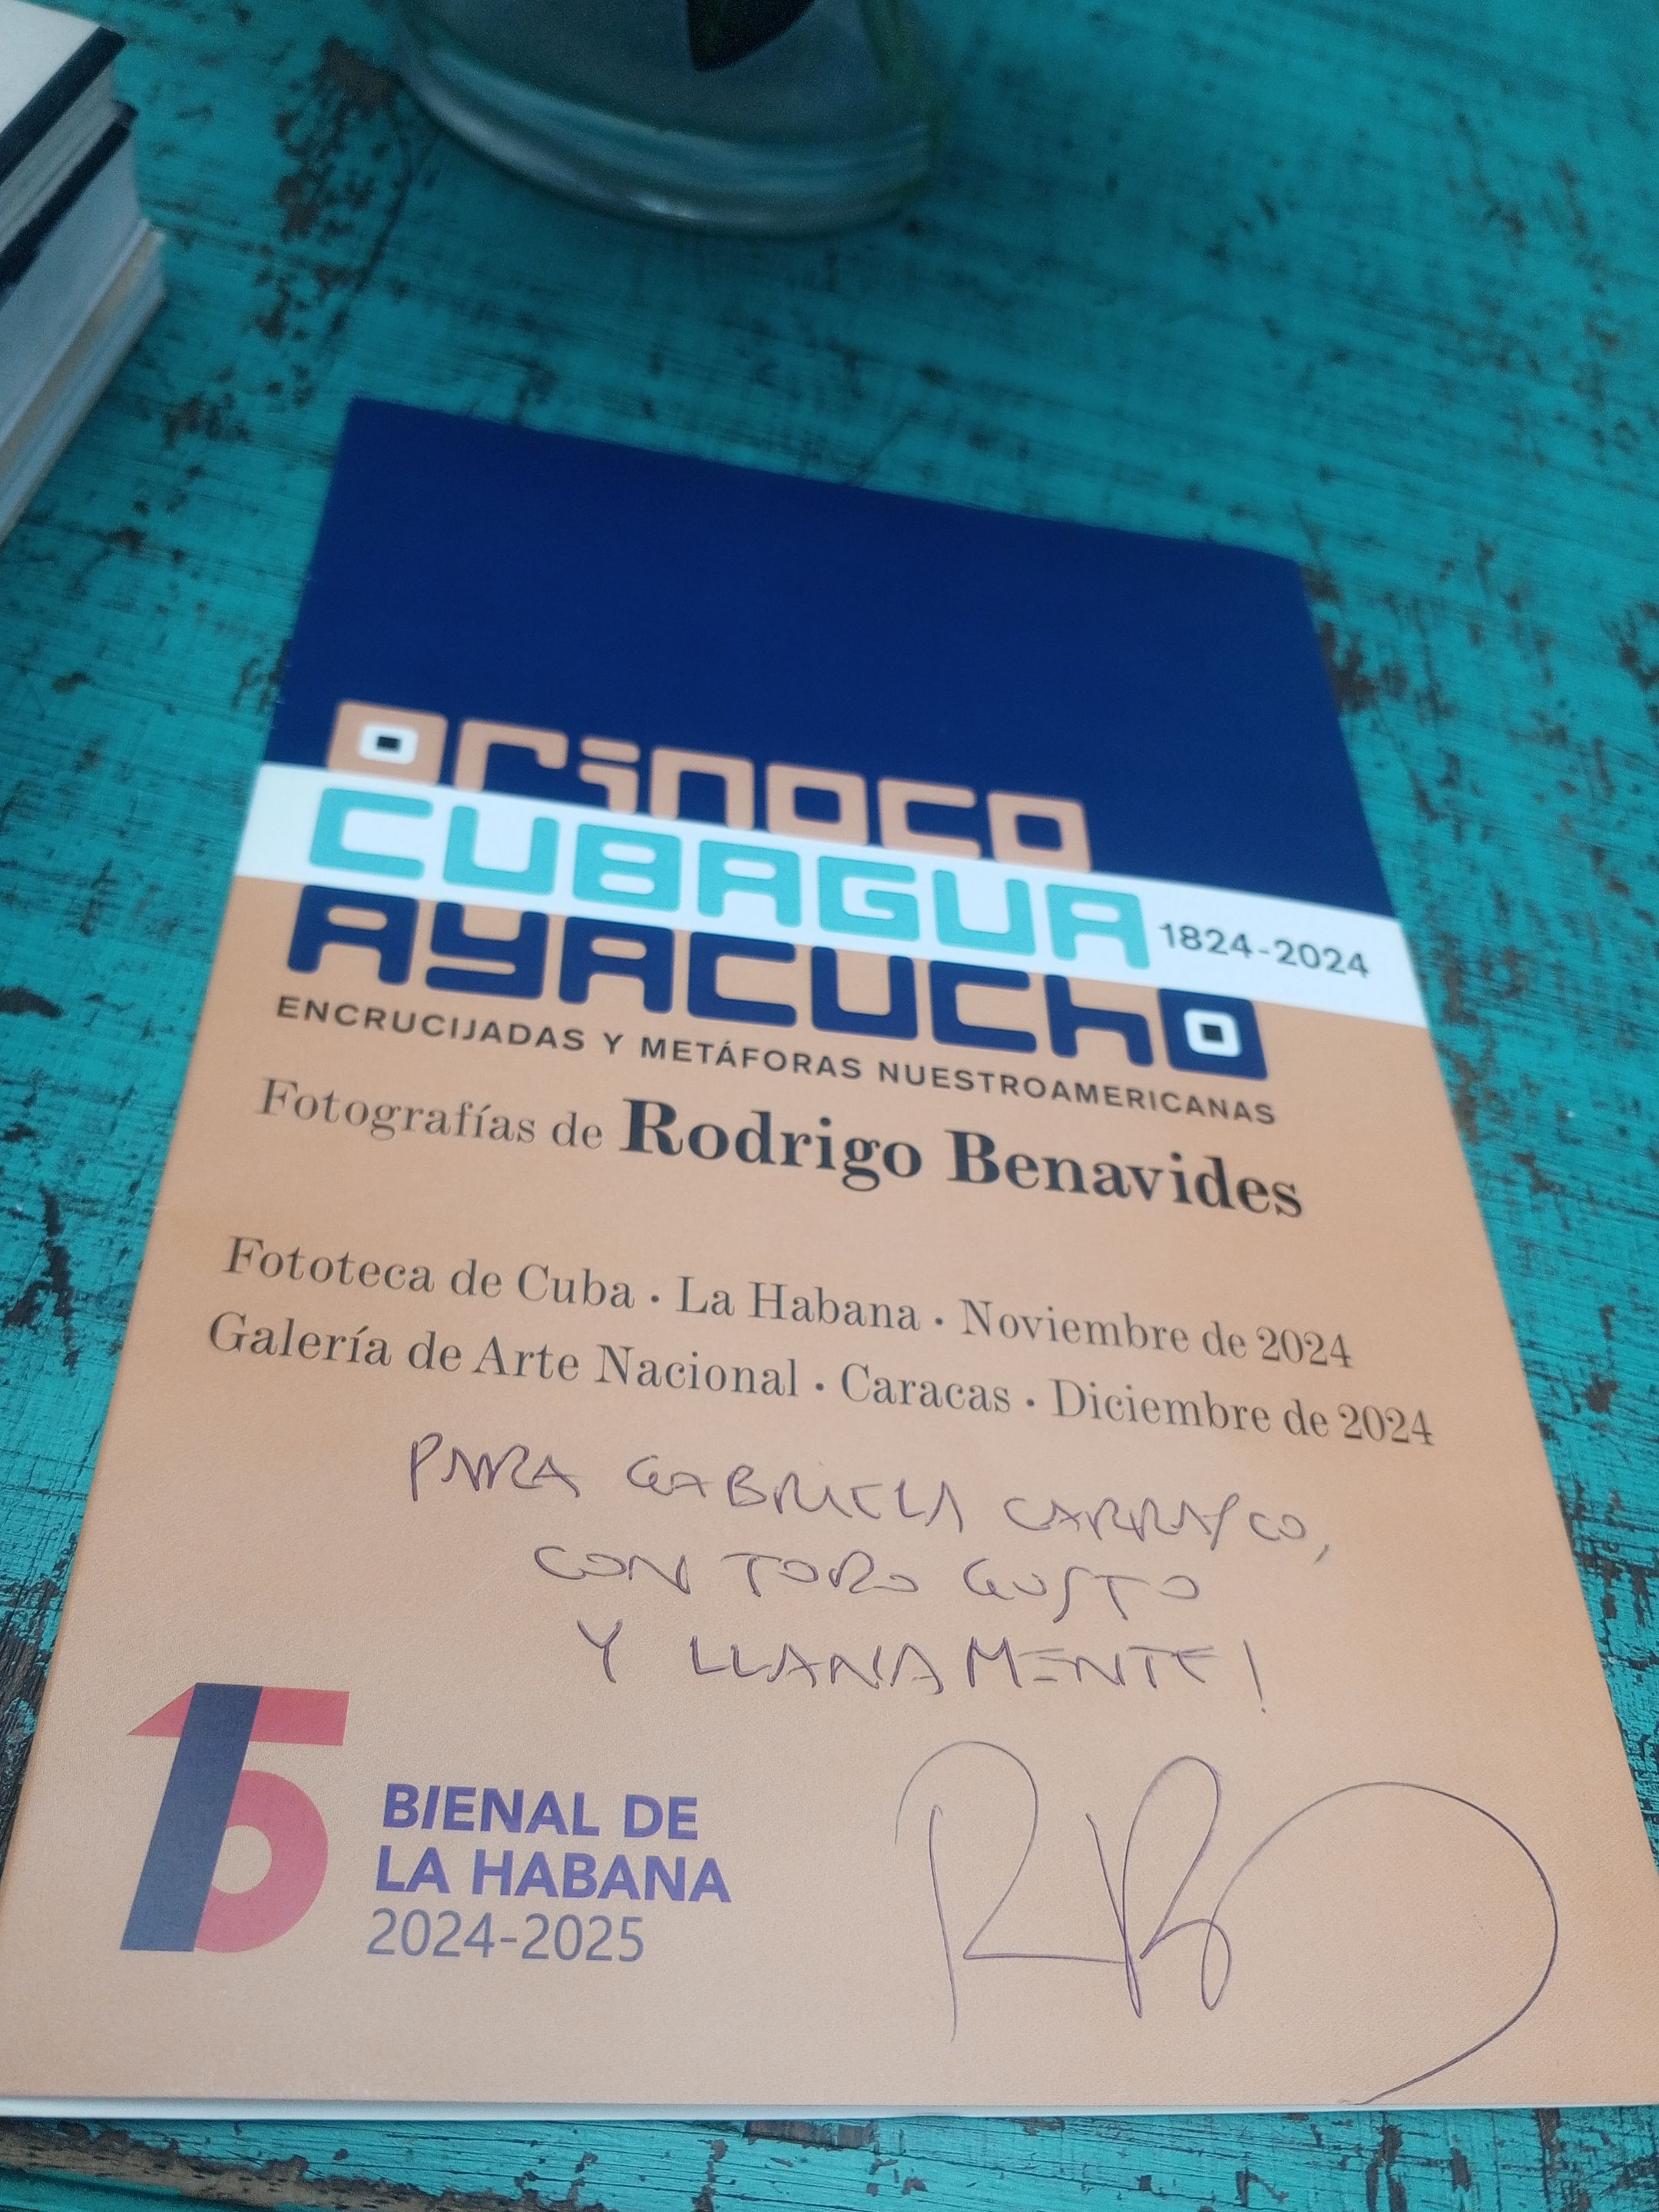 orinoco
CUBAGUA 1824-2024
AYACUChO
ENCRUCIJADAS Y METÁFORAS NUESTROAMERICANAS
Fotografías de Rodrigo Benavides
Fototeca de Cuba · La Habana · Noviembre de 2024
Galería de Arte Nacional · Caracas · Diciembre de 2024
PARA GABRIELA CARRASCO,
CON TODO GUSTO
Y LLANAMENTE!
15
BIENAL DE
LA HABANA
2024-2025